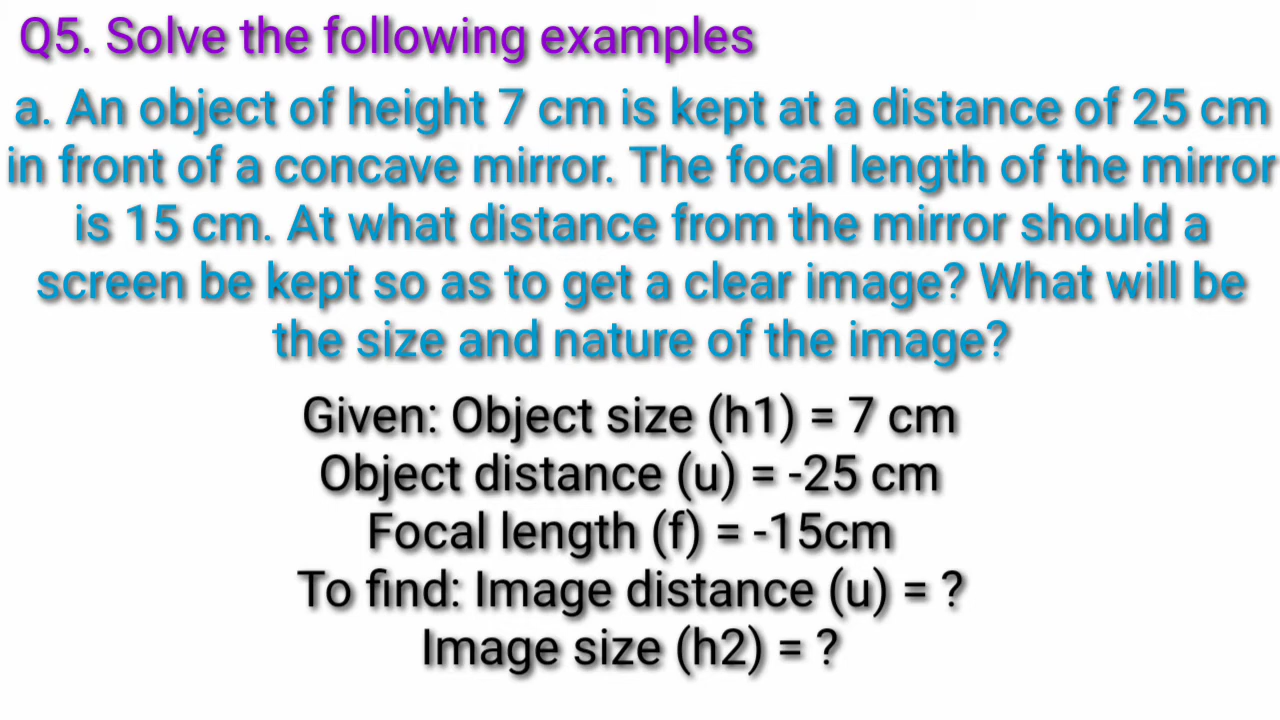 Q5. Solve the following examples
a. An object of height 7 cm is kept at a distance of 25 cm
in front of a concave mirror. The focal length of the mirror
is 15 cm. At what distance from the mirror should a
screen be kept so as to get a clear image? What will be
the size and nature of the image?
Given: Object size (h1) = 7 cm
Object distance (u) = -25 cm
Focal length (f) = -15cm
To find: Image distance (u) = ?
Image size (h2) = ?